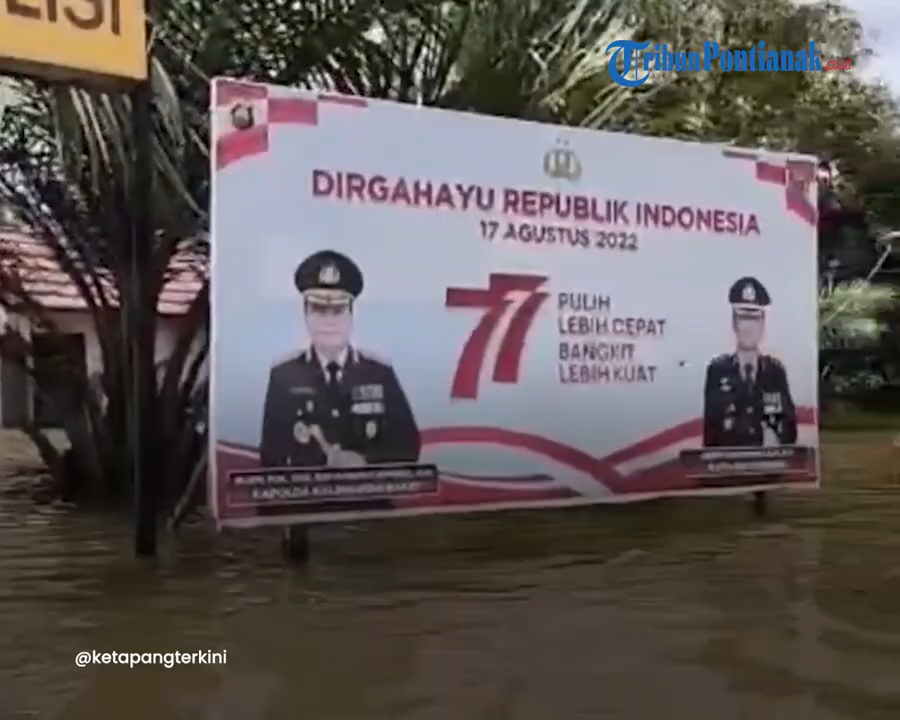 LISI
TribunPontianak.com
DIRGAHAYU REPUBLIK INDONESIA
17 AGUSTUS 2022
77
PULIH
LEBIH CEPAT
BANGKIT
LEBIH KUAT
KAPOLDA KALIMANTAN BARAT
@ketapangterkini